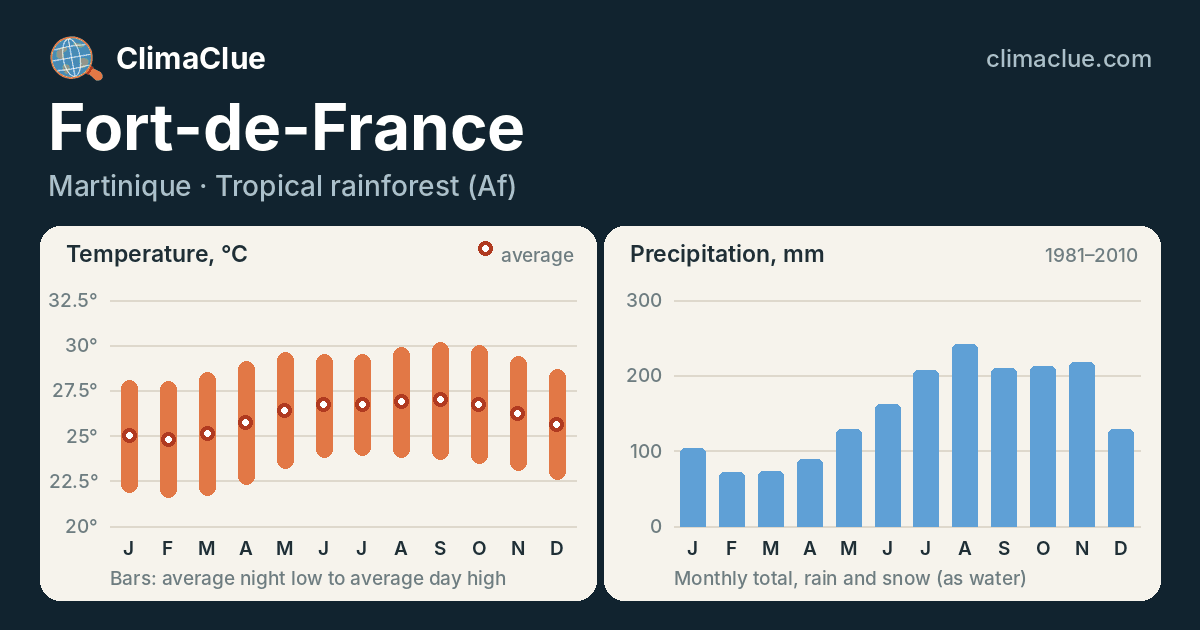 ClimaClue
climaclue.com
Fort-de-France
Martinique · Tropical rainforest (Af)
Temperature, °C
average
32.5°
30°
27.5°
25°
22.5°
20°
J F M A M J J A S O N D
Bars: average night low to average day high
Precipitation, mm
1981–2010
300
200
100
0
J F M A M J J A S O N D
Monthly total, rain and snow (as water)